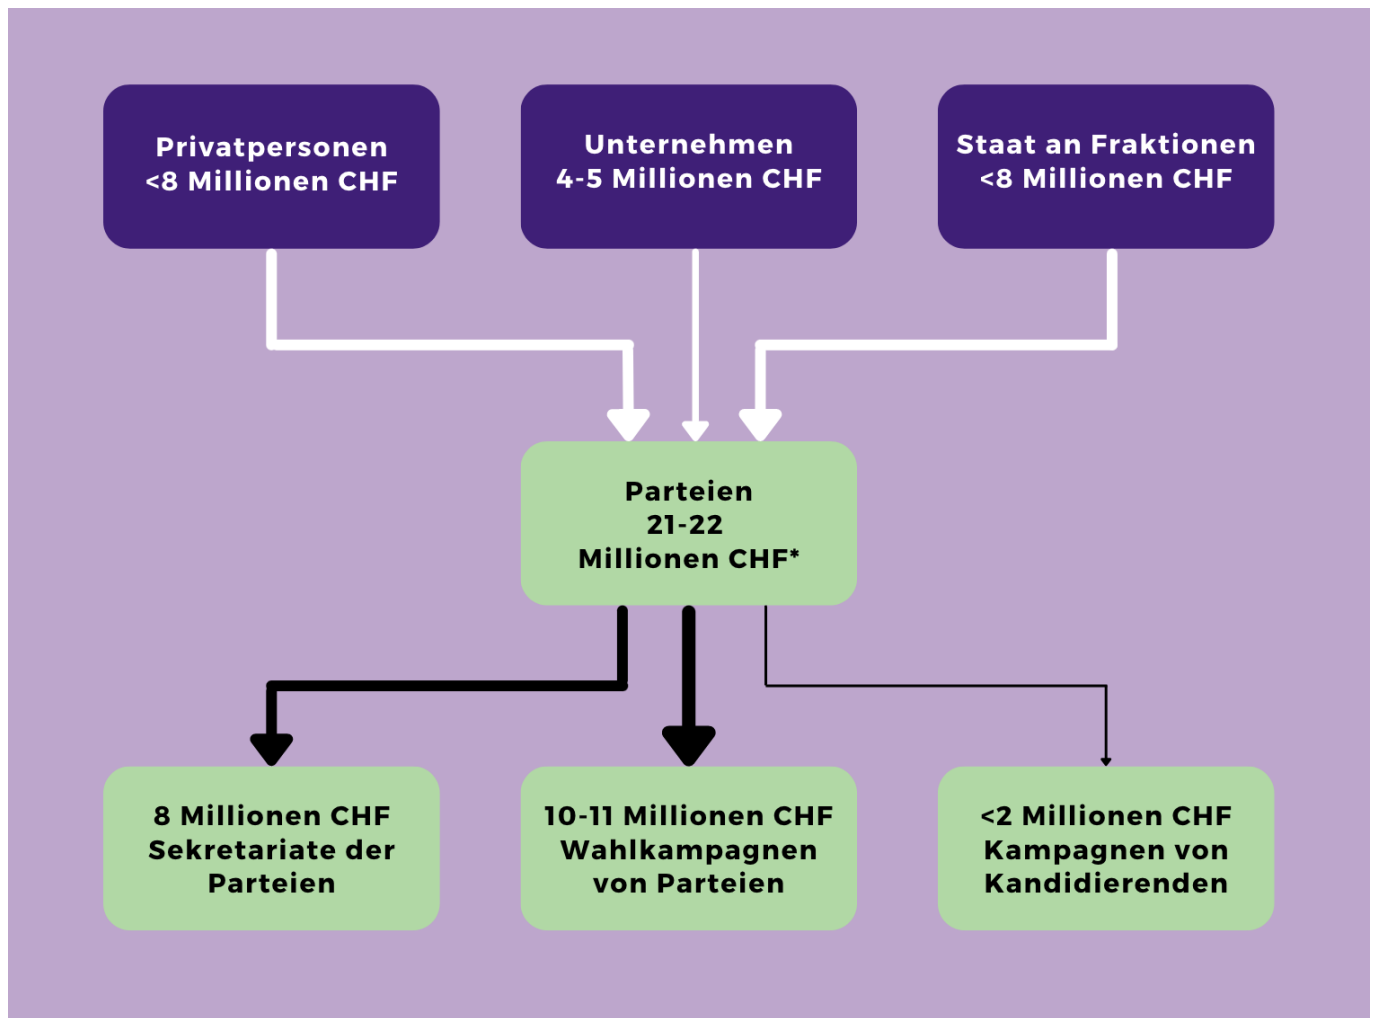 Privatpersonen
<8 Millionen CHF
Unternehmen
4-5 Millionen CHF
Staat an Fraktionen
<8 Millionen CHF
Parteien
21-22
Millionen CHF*
8 Millionen CHF
Sekretariate der
Parteien
10-11 Millionen CHF
Wahlkampagnen
von Parteien
<2 Millionen CHF
Kampagnen von
Kandidierenden